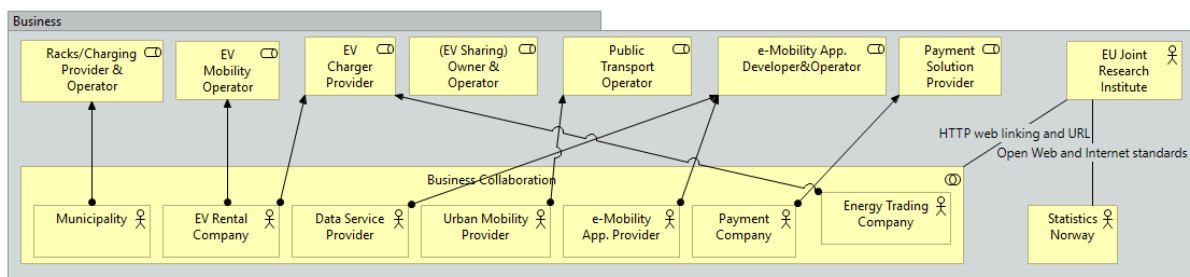 Business
Racks/Charging
Provider &
Operator
EV
Mobility
Operator
EV
Charger
Provider
(EV Sharing)
Owner &
Operator
Public
Transport
Operator
e-Mobility App.
Developer&Operator
Payment
Solution
Provider
EU Joint
Research
Institute
HTTP web linking and URL
Open Web and Internet standards
Business Collaboration
Municipality
EV Rental
Company
Data Service
Provider
Urban Mobility
Provider
e-Mobility
App. Provider
Payment
Company
Energy Trading
Company
Statistics
Norway